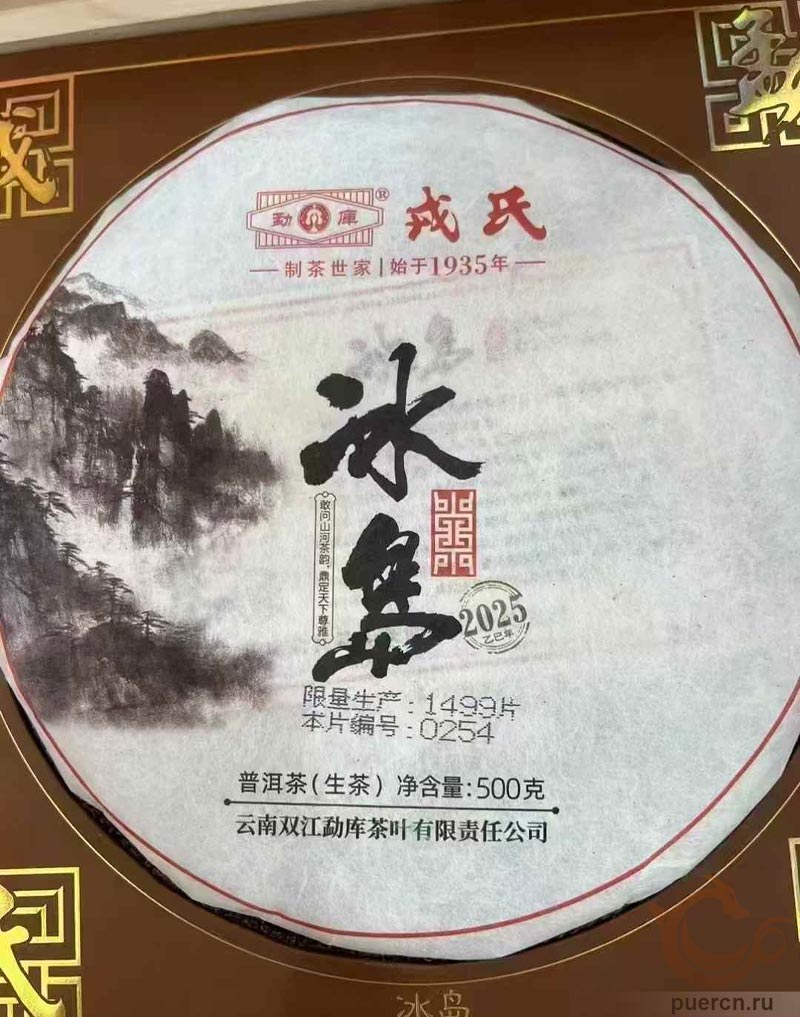 勐 庫 ® 戎氏
制茶世家 | 始于1935年
冰岛
敢问山河茶韵，鼎定天下尊雅
2025
乙巳年
限量生产：1499片
本片编号：0254
普洱茶（生茶） 净含量：500克
云南双江勐库茶叶有限责任公司
冰岛
puercn.ru